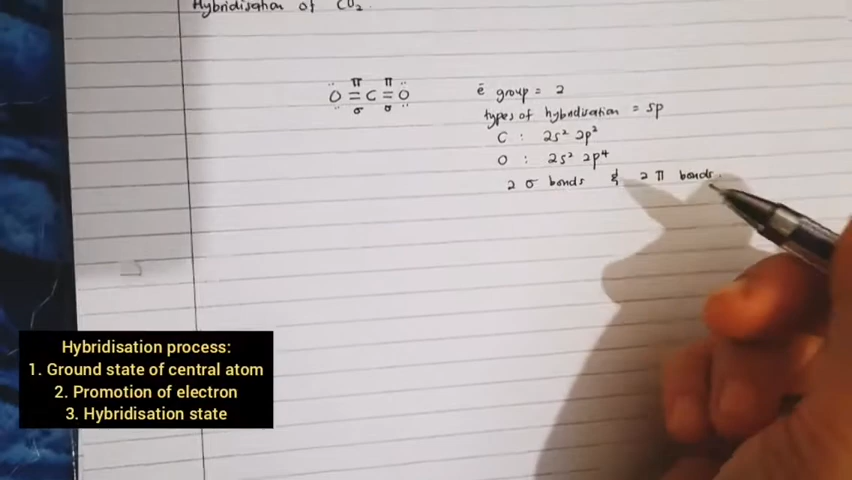 Hybridisation of CO₂
π π
:Ö=C=Ö:
σ σ
ē group = 2
types of hybridisation = sp
C : 2s² 2p²
O : 2s² 2p⁴
2 σ bonds & 2 π bonds.
Hybridisation process:
1. Ground state of central atom
2. Promotion of electron
3. Hybridisation state